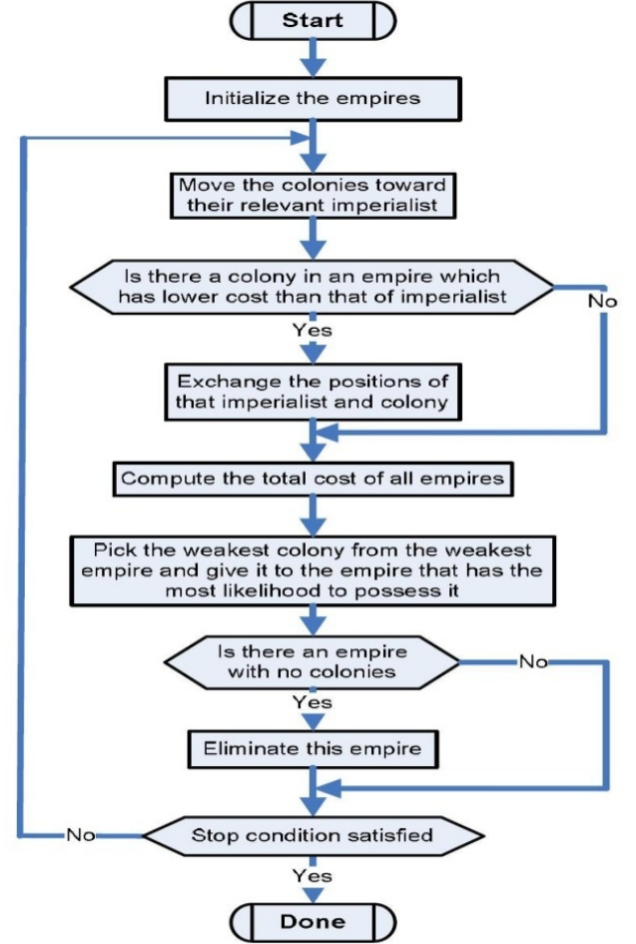 Start
Initialize the empires
Move the colonies toward
their relevant imperialist
Is there a colony in an empire which
has lower cost than that of imperialist
No
Yes
Exchange the positions of
that imperialist and colony
Compute the total cost of all empires
Pick the weakest colony from the weakest
empire and give it to the empire that has the
most likelihood to possess it
Is there an empire
with no colonies
No
Yes
Eliminate this empire
Stop condition satisfied
No
Yes
Done